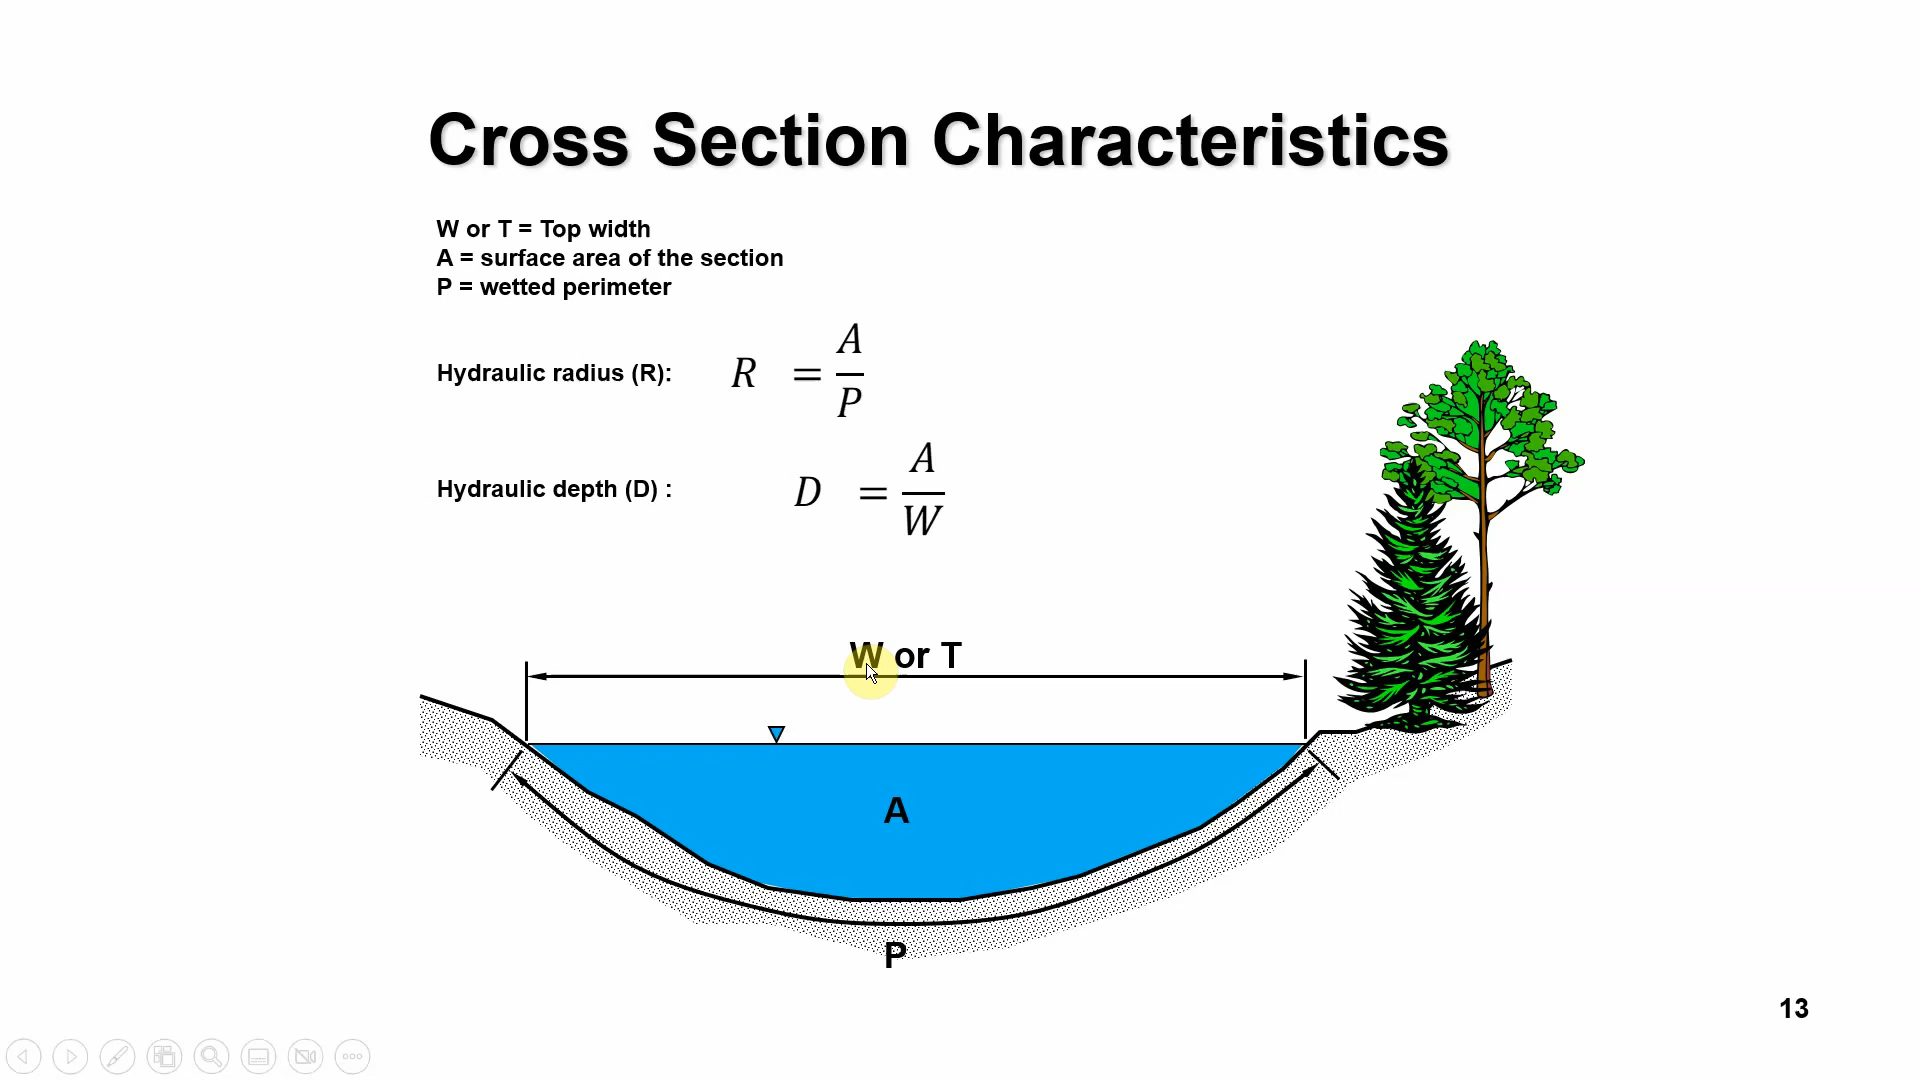 Cross Section Characteristics
W or T = Top width
A = surface area of the section
P = wetted perimeter
Hydraulic radius (R): R = A/P
Hydraulic depth (D) : D = A/W
W or T
A
P
13